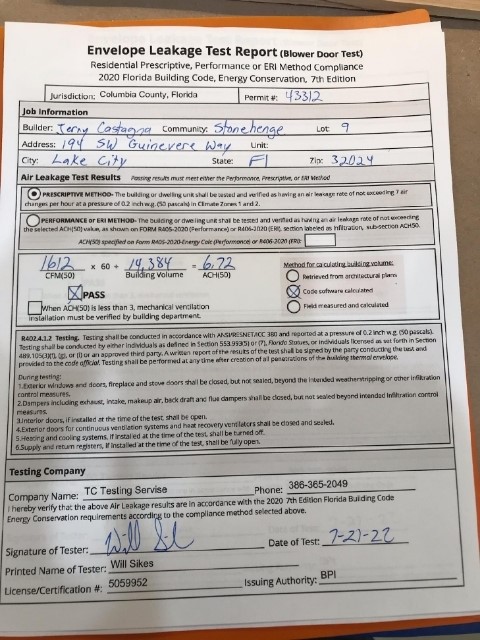 Envelope Leakage Test Report (Blower Door Test)
Residential Prescriptive, Performance or ERI Method Compliance
2020 Florida Building Code, Energy Conservation, 7th Edition
Jurisdiction: Columbia County, Florida Permit #: 43312
Job Information
Builder: Jerry Castagna Community: Stonehenge Lot: 9
Address: 194 SW Guinevere Way Unit:
City: Lake City State: Fl Zip: 32024
Air Leakage Test Results Passing results must meet either the Performance, Prescriptive, or ERI Method
PRESCRIPTIVE METHOD- The building or dwelling unit shall be tested and verified as having an air leakage rate of not exceeding 7 air
changes per hour at a pressure of 0.2 inch w.g. (50 pascals) in Climate Zones 1 and 2.
PERFORMANCE or ERI METHOD- The building or dwelling unit shall be tested and verified as having an air leakage rate of not exceeding
the selected ACH(50) value, as shown on FORM R405-2020 (Performance) or R406-2020 (ERI), section labeled as infiltration, sub-section ACH50.
ACH(50) specified on Form R405-2020-Energy Calc (Performance) or R406-2020 (ERI):
1612 x 60 ÷ 14,384 = 6.72 Method for calculating building volume:
CFM(50) Building Volume ACH(50) Retrieved from architectural plans
PASS Code software calculated
When ACH(50) is less than 3, mechanical ventilation Field measured and calculated
installation must be verified by building department.
R402.4.1.2 Testing. Testing shall be conducted in accordance with ANSI/RESNET/ICC 380 and reported at a pressure of 0.2 inch w.g. (50 pascals).
Testing shall be conducted by either individuals as defined in Section 553.993(5) or (7), Florida Statues, or individuals licensed as set forth in Section
489.105(3)(f), (g), or (i) or an approved third party. A written report of the results of the test shall be signed by the party conducting the test and
provided to the code official. Testing shall be performed at any time after creation of all penetrations of the building thermal envelope.
During testing:
1.Exterior windows and doors, fireplace and stove doors shall be closed, but not sealed, beyond the intended weatherstripping or other infiltration
control measures.
2.Dampers including exhaust, intake, makeup air, back draft and flue dampers shall be closed, but not sealed beyond intended infiltration control
measures.
3.Interior doors, if installed at the time of the test, shall be open.
4.Exterior doors for continuous ventilation systems and heat recovery ventilators shall be closed and sealed.
5.Heating and cooling systems, if installed at the time of the test, shall be turned off.
6.Supply and return registers, if installed at the time of the test, shall be fully open.
Testing Company
Company Name: TC Testing Servise Phone: 386-365-2049
I hereby verify that the above Air Leakage results are in accordance with the 2020 7th Edition Florida Building Code
Energy Conservation requirements according to the compliance method selected above.
Signature of Tester: Will Sik Date of Test: 7-21-22
Printed Name of Tester: Will Sikes
License/Certification #: 5059952 Issuing Authority: BPI